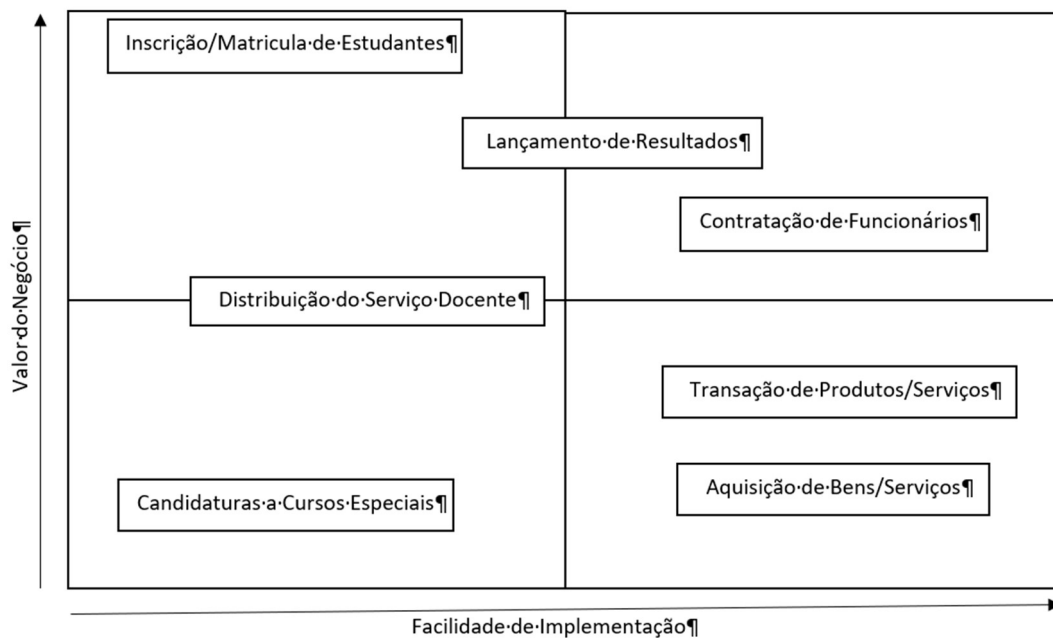 Inscrição/Matricula·de·Estudantes¶
Lançamento·de·Resultados¶
Contratação·de·Funcionários¶
Distribuição·do·Serviço·Docente¶
Transação·de·Produtos/Serviços¶
Candidaturas·a·Cursos·Especiais¶
Aquisição·de·Bens/Serviços¶
Valor·do·Negócio¶
Facilidade·de·Implementação¶